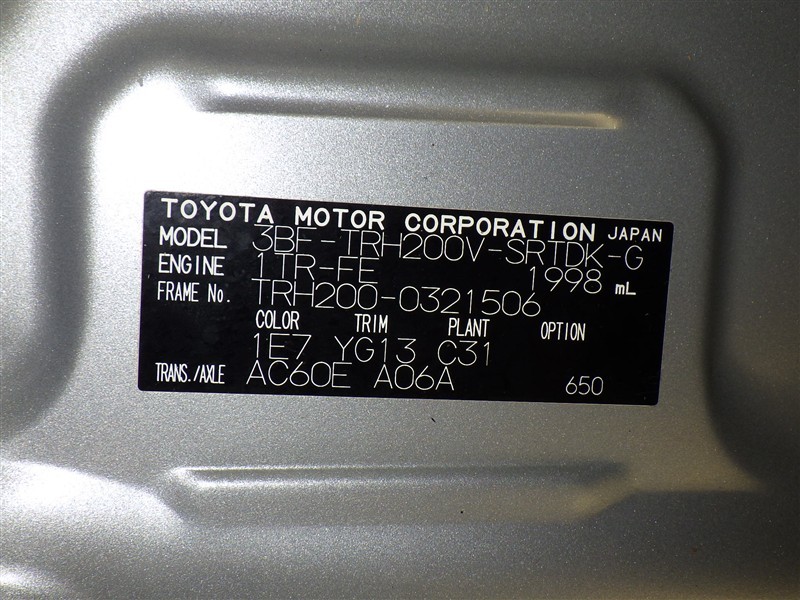 TOYOTA MOTOR CORPORATION JAPAN
MODEL 3BF-TRH200V-SRTDK-G
ENGINE 1TR-FE 1998 mL
FRAME No. TRH200-0321506
COLOR TRIM PLANT OPTION
1E7 YG13 C31
TRANS./AXLE AC60E A06A 650